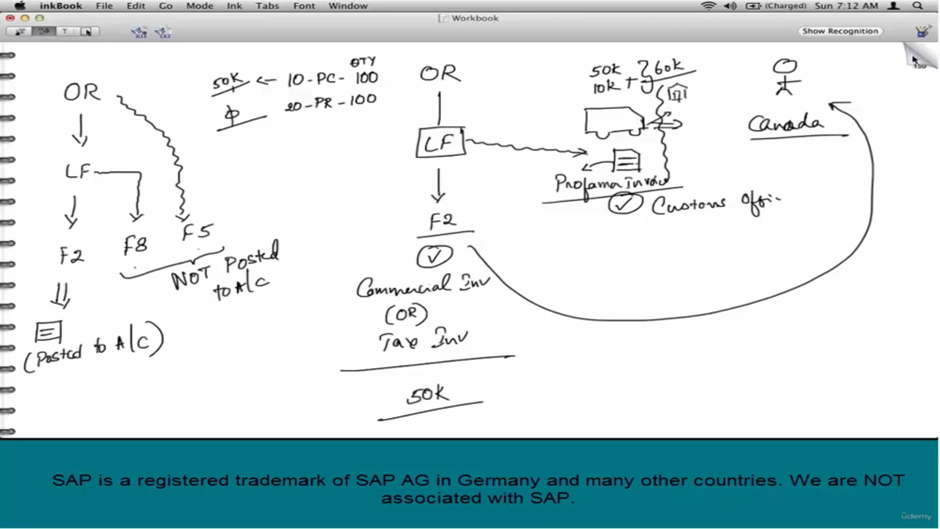 inkBook File Edit Go Mode Ink Tabs Font Window (Charged) Sun 7:12 AM
Workbook
T
Show Recognition
OR
LF
F2
F8
F5
NOT Posted
to A/C
(Posted to A/C)
QTY
50K ← 10-PC-100
20-PR-100
OR
LF
F2
Commercial Inv
(OR)
Tax Inv
50K
50K
10K + 60K
Profama Invoice
Customs Offi
Canada
SAP is a registered trademark of SAP AG in Germany and many other countries. We are NOT
associated with SAP.
ûdemy